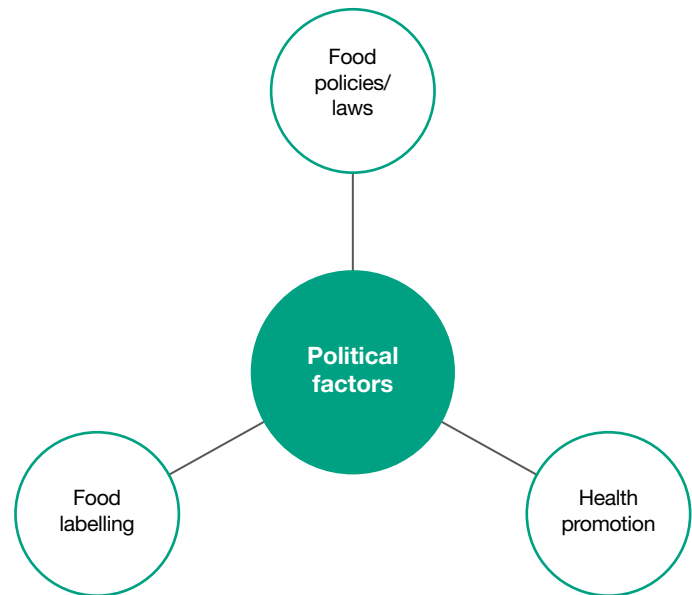 Food
policies/
laws
Political
factors
Food
labelling
Health
promotion